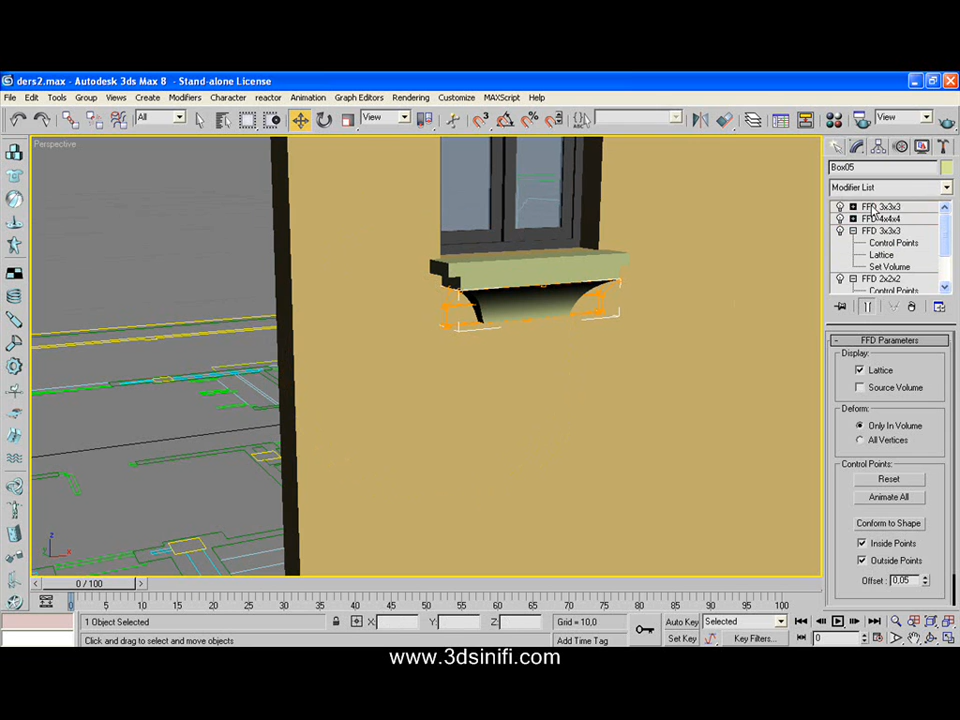 ders2.max - Autodesk 3ds Max 8 - Stand-alone License
File Edit Tools Group Views Create Modifiers Character reactor Animation Graph Editors Rendering Customize MAXScript Help
All View View
Perspective
Box05
Modifier List
FFD 3x3x3
FFD 4x4x4
FFD 3x3x3
Control Points
Lattice
Set Volume
FFD 2x2x2
Control Points
- FFD Parameters
Display:
Lattice
Source Volume
Deform:
Only In Volume
All Vertices
Control Points:
Reset
Animate All
Conform to Shape
Inside Points
Outside Points
Offset : 0,05
z
x
0 / 100
0 5 10 15 20 25 30 35 40 45 50 55 60 65 70 75 80 85 90 95 100
1 Object Selected X: Y: Z: Grid = 10,0 Auto Key Selected
Click and drag to select and move objects Add Time Tag Set Key Key Filters... 0
www.3dsinifi.com